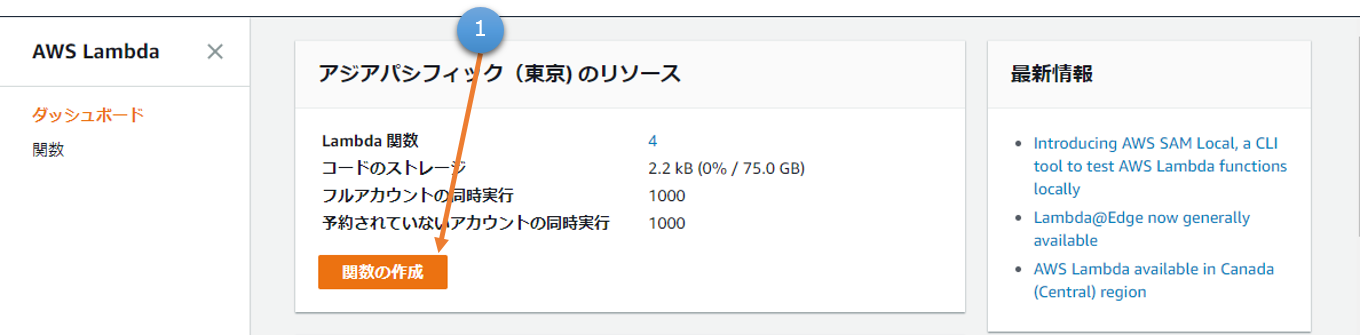 1
AWS Lambda
ダッシュボード
関数
アジアパシフィック（東京) のリソース
Lambda 関数 4
コードのストレージ 2.2 kB (0% / 75.0 GB)
フルアカウントの同時実行 1000
予約されていないアカウントの同時実行 1000
関数の作成
最新情報
Introducing AWS SAM Local, a CLI
tool to test AWS Lambda functions
locally
Lambda@Edge now generally
available
AWS Lambda available in Canada
(Central) region